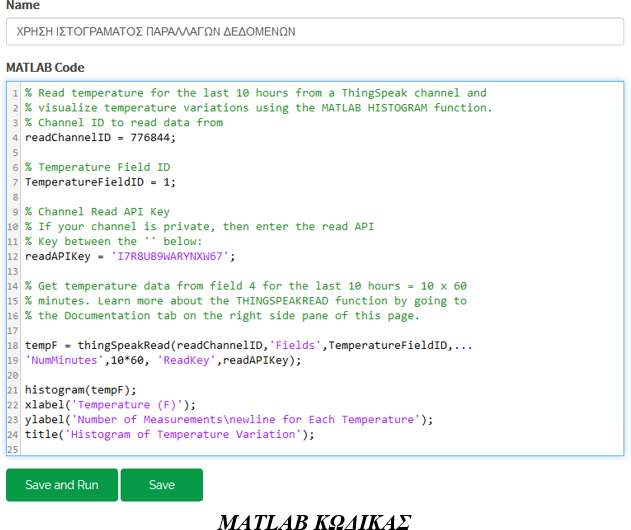 Name
ΧΡΗΣΗ ΙΣΤΟΓΡΑΜΑΤΟΣ ΠΑΡΑΛΛΑΓΩΝ ΔΕΔΟΜΕΝΩΝ
MATLAB Code
1 % Read temperature for the last 10 hours from a ThingSpeak channel and
2 % visualize temperature variations using the MATLAB HISTOGRAM function.
3 % Channel ID to read data from
4 readChannelID = 776844;
5
6 % Temperature Field ID
7 TemperatureFieldID = 1;
8
9 % Channel Read API Key
10 % If your channel is private, then enter the read API
11 % Key between the '' below:
12 readAPIKey = 'I7R8U89WARYNXW67';
13
14 % Get temperature data from field 4 for the last 10 hours = 10 x 60
15 % minutes. Learn more about the THINGSPEAKREAD function by going to
16 % the Documentation tab on the right side pane of this page.
17
18 tempF = thingSpeakRead(readChannelID,'Fields',TemperatureFieldID,...
19 'NumMinutes',10*60, 'ReadKey',readAPIKey);
20
21 histogram(tempF);
22 xlabel('Temperature (F)');
23 ylabel('Number of Measurements\newline for Each Temperature');
24 title('Histogram of Temperature Variation');
25
Save and Run Save
MATLAB ΚΩΔΙΚΑΣ